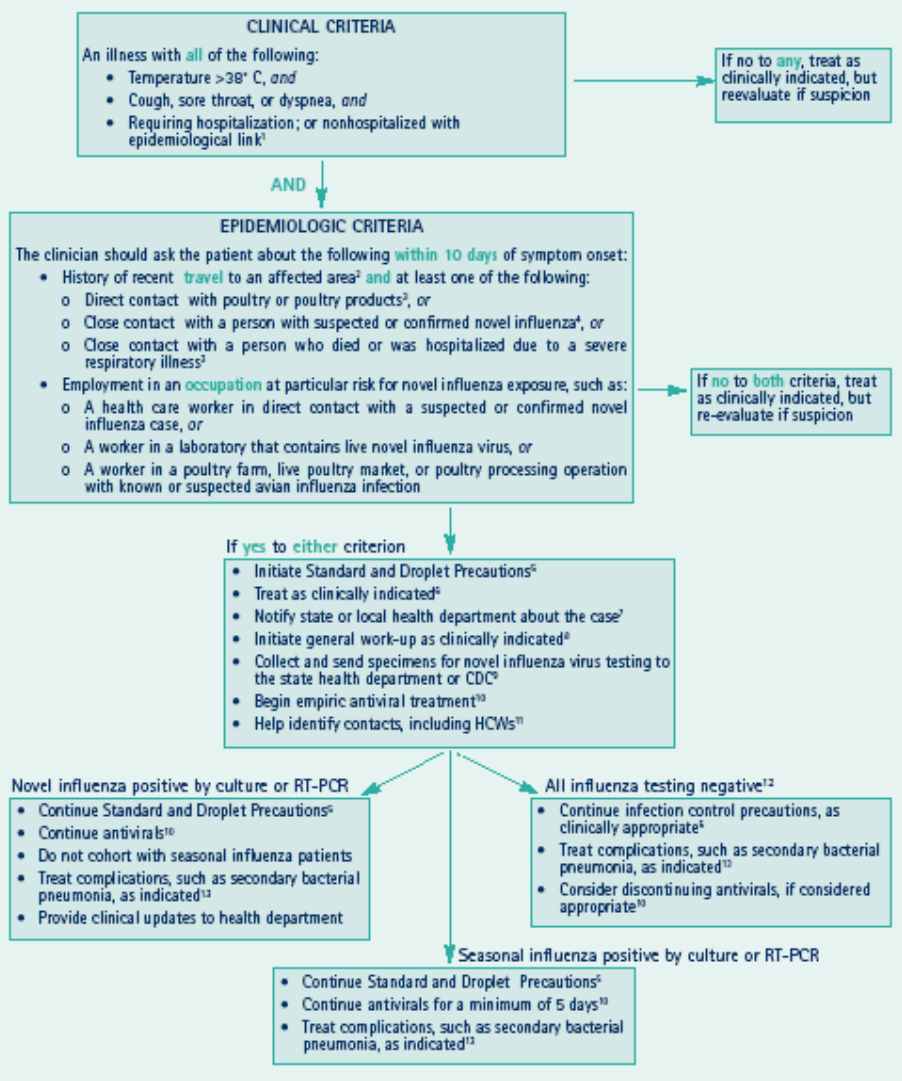 CLINICAL CRITERIA
An illness with all of the following:
• Temperature >38° C, and
• Cough, sore throat, or dyspnea, and
• Requiring hospitalization; or nonhospitalized with
epidemiological link¹
If no to any, treat as
clinically indicated, but
reevaluate if suspicion
AND
EPIDEMIOLOGIC CRITERIA
The clinician should ask the patient about the following within 10 days of symptom onset:
• History of recent travel to an affected area² and at least one of the following:
o Direct contact with poultry or poultry products³, or
o Close contact with a person with suspected or confirmed novel influenza⁴, or
o Close contact with a person who died or was hospitalized due to a severe
respiratory illness³
• Employment in an occupation at particular risk for novel influenza exposure, such as:
o A health care worker in direct contact with a suspected or confirmed novel
influenza case, or
o A worker in a laboratory that contains live novel influenza virus, or
o A worker in a poultry farm, live poultry market, or poultry processing operation
with known or suspected avian influenza infection
If no to both criteria, treat
as clinically indicated, but
re-evaluate if suspicion
If yes to either criterion
• Initiate Standard and Droplet Precautions⁵
• Treat as clinically indicated⁶
• Notify state or local health department about the case⁷
• Initiate general work-up as clinically indicated⁸
• Collect and send specimens for novel influenza virus testing to
the state health department or CDC⁹
• Begin empiric antiviral treatment¹⁰
• Help identify contacts, including HCWs¹¹
Novel influenza positive by culture or RT-PCR
• Continue Standard and Droplet Precautions⁵
• Continue antivirals¹⁰
• Do not cohort with seasonal influenza patients
• Treat complications, such as secondary bacterial
pneumonia, as indicated¹³
• Provide clinical updates to health department
All influenza testing negative¹²
• Continue infection control precautions, as
clinically appropriate⁵
• Treat complications, such as secondary bacterial
pneumonia, as indicated¹³
• Consider discontinuing antivirals, if considered
appropriate¹⁰
Seasonal influenza positive by culture or RT-PCR
• Continue Standard and Droplet Precautions⁵
• Continue antivirals for a minimum of 5 days¹⁰
• Treat complications, such as secondary bacterial
pneumonia, as indicated¹³